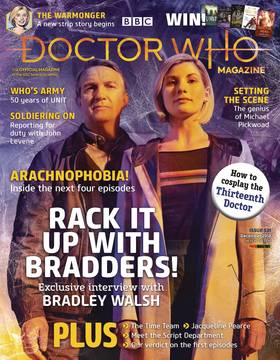 THE WARMONGER
A new strip story begins
BBC
WIN!
DOCTOR WHO
MAGAZINE
WHO'S ARMY
50 years of UNIT
SOLDIERING ON
Reporting for
duty with John
Levene
SETTING
THE SCENE
The genius
of Michael
Pickwoad
ARACHNOPHOBIA!
Inside the next four episodes
How to
cosplay the
Thirteenth
Doctor
RACK IT
UP WITH
BRADDERS!
Exclusive interview with
BRADLEY WALSH
PLUS
The Time Team
Jacqueline Pearce
Meet the Script Department
Our verdict on the first episodes